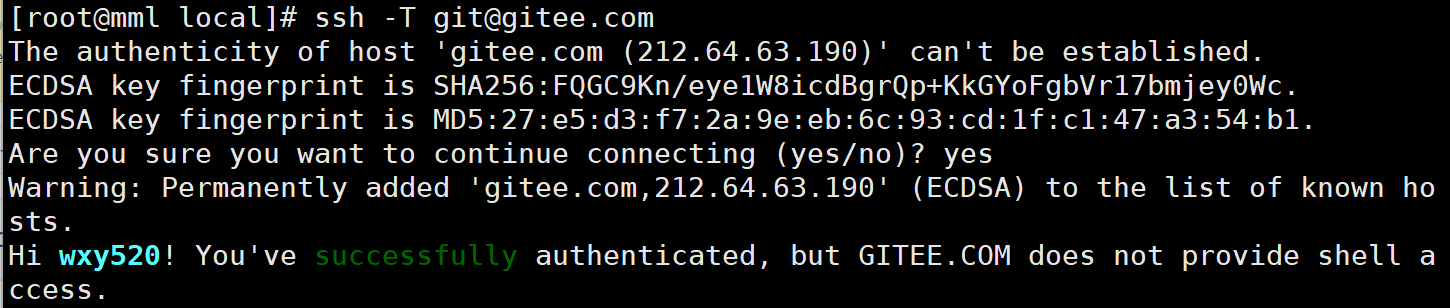 [root@mml local]# ssh -T git@gitee.com
The authenticity of host 'gitee.com (212.64.63.190)' can't be established.
ECDSA key fingerprint is SHA256:FQGC9Kn/eye1W8icdBgrQp+KkGYoFgbVr17bmjey0Wc.
ECDSA key fingerprint is MD5:27:e5:d3:f7:2a:9e:eb:6c:93:cd:1f:c1:47:a3:54:b1.
Are you sure you want to continue connecting (yes/no)? yes
Warning: Permanently added 'gitee.com,212.64.63.190' (ECDSA) to the list of known ho
sts.
Hi wxy520! You've successfully authenticated, but GITEE.COM does not provide shell a
ccess.